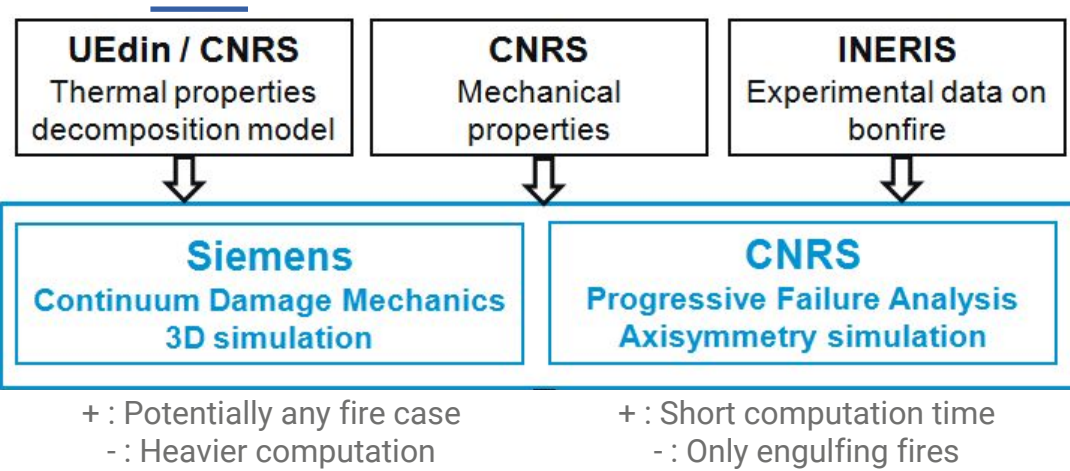 UEdin / CNRS
Thermal properties
decomposition model
CNRS
Mechanical
properties
INERIS
Experimental data on
bonfire
Siemens
Continuum Damage Mechanics
3D simulation
CNRS
Progressive Failure Analysis
Axisymmetry simulation
+ : Potentially any fire case
- : Heavier computation
+ : Short computation time
- : Only engulfing fires